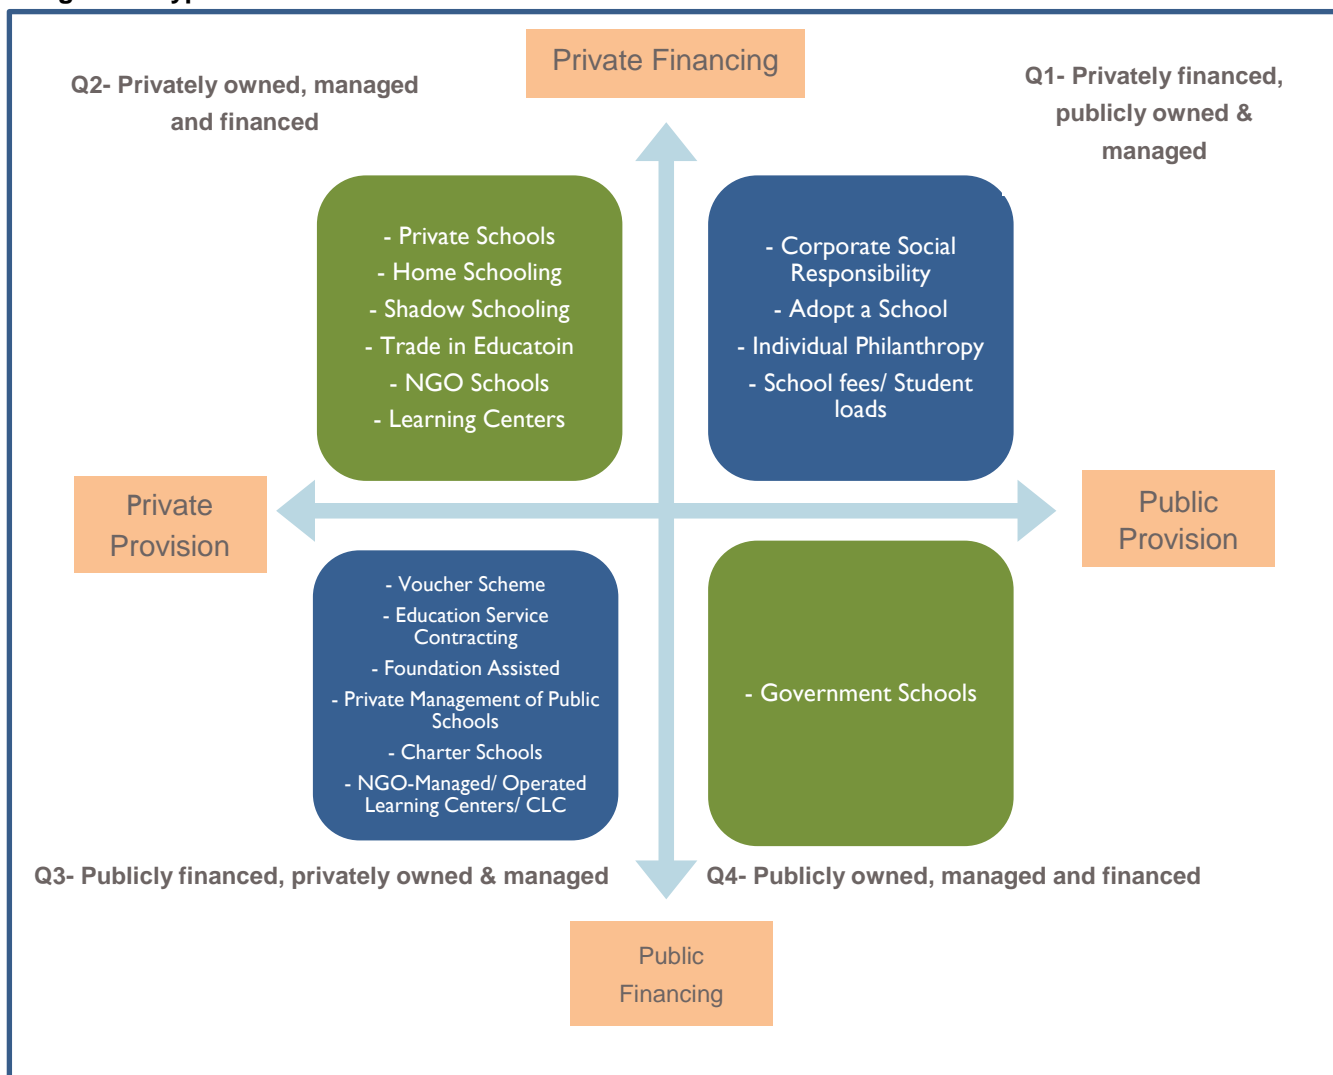 Private Financing
Q2- Privately owned, managed
and financed
Q1- Privately financed,
publicly owned &
managed
- Private Schools
- Home Schooling
- Shadow Schooling
- Trade in Educatoin
- NGO Schools
- Learning Centers
- Corporate Social
Responsibility
- Adopt a School
- Individual Philanthropy
- School fees/ Student
loads
Private
Provision
Public
Provision
- Voucher Scheme
- Education Service
Contracting
- Foundation Assisted
- Private Management of Public
Schools
- Charter Schools
- NGO-Managed/ Operated
Learning Centers/ CLC
- Government Schools
Q3- Publicly financed, privately owned & managed
Q4- Publicly owned, managed and financed
Public
Financing